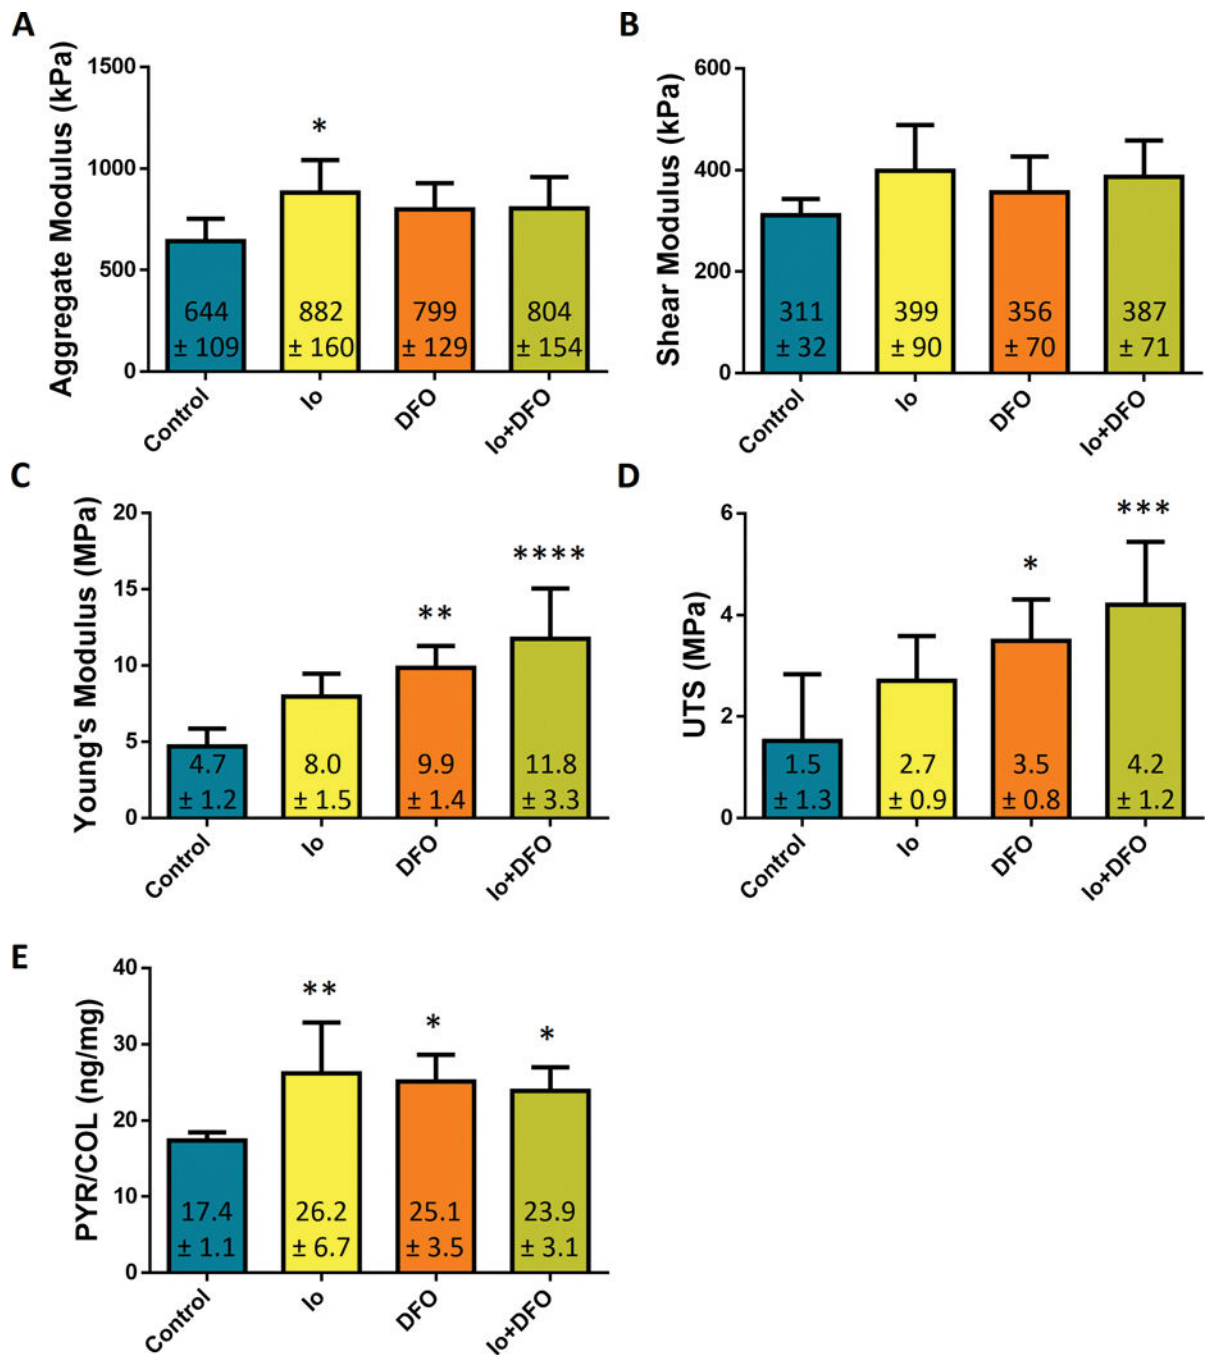 A
Aggregate Modulus (kPa)
1500
1000
500
0
*
644
± 109
882
± 160
799
± 129
804
± 154
Control
Io
DFO
Io+DFO
B
Shear Modulus (kPa)
600
400
200
0
311
± 32
399
± 90
356
± 70
387
± 71
Control
Io
DFO
Io+DFO
C
Young's Modulus (MPa)
20
15
10
5
0
**
****
4.7
± 1.2
8.0
± 1.5
9.9
± 1.4
11.8
± 3.3
Control
Io
DFO
Io+DFO
D
UTS (MPa)
6
4
2
0
*
***
1.5
± 1.3
2.7
± 0.9
3.5
± 0.8
4.2
± 1.2
Control
Io
DFO
Io+DFO
E
PYR/COL (ng/mg)
40
30
20
10
0
**
*
*
17.4
± 1.1
26.2
± 6.7
25.1
± 3.5
23.9
± 3.1
Control
Io
DFO
Io+DFO